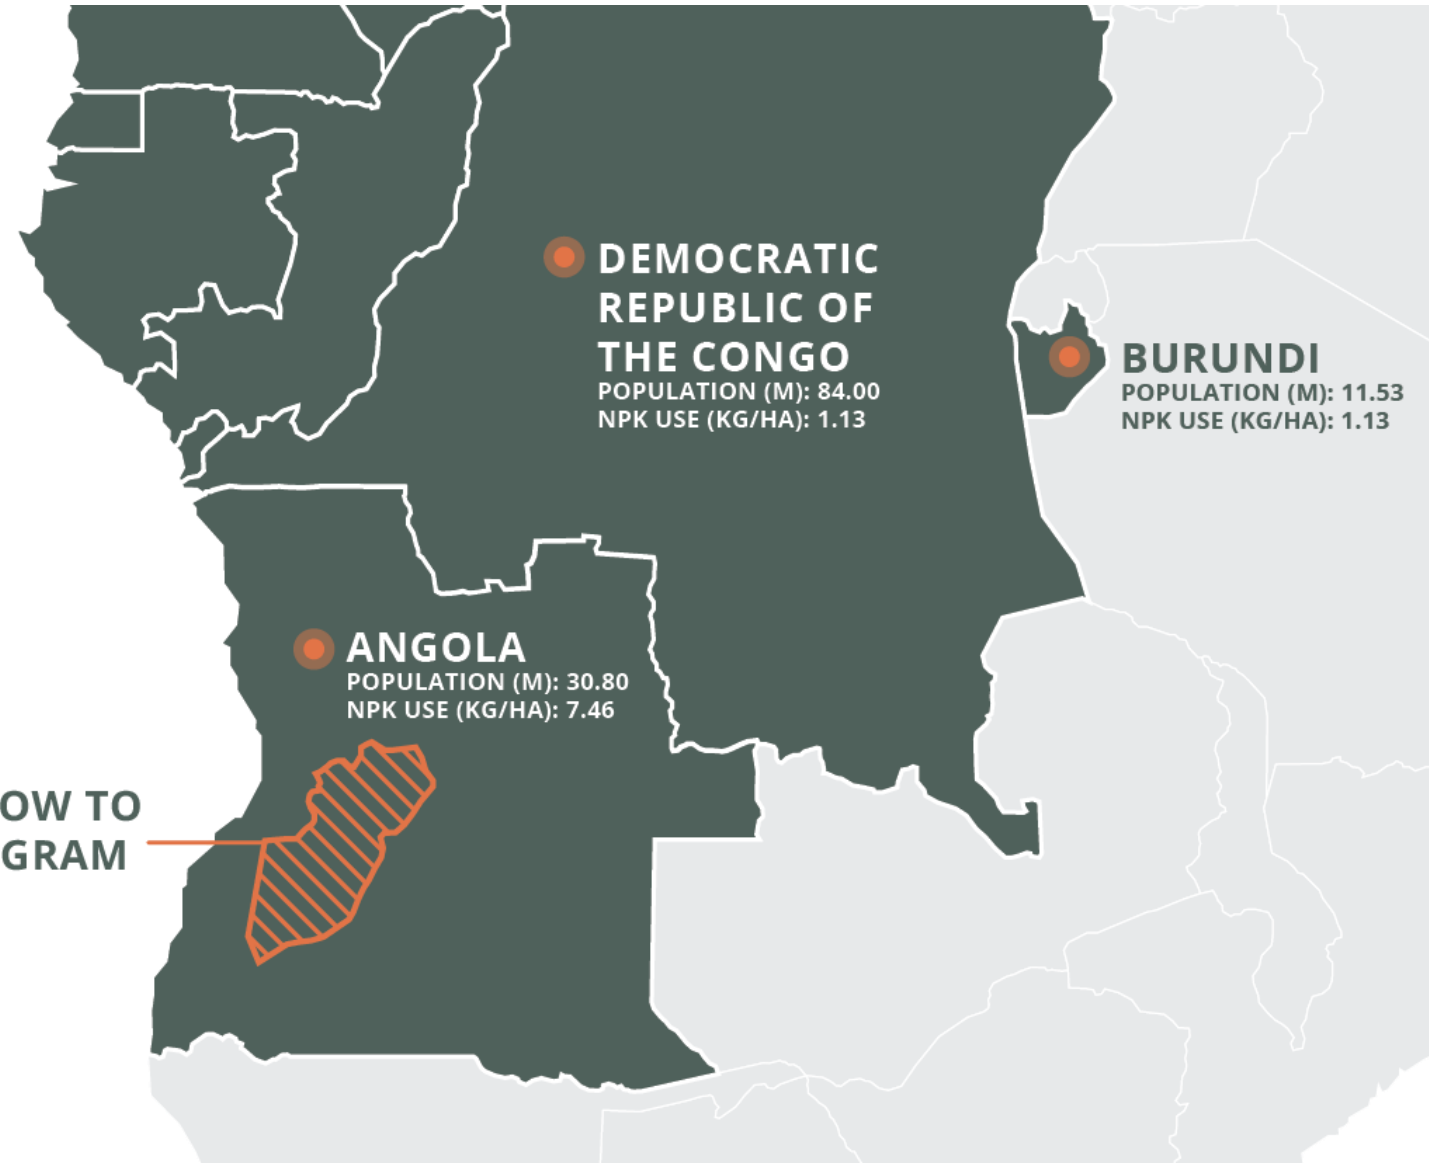 DEMOCRATIC
REPUBLIC OF
THE CONGO
POPULATION (M): 84.00
NPK USE (KG/HA): 1.13
BURUNDI
POPULATION (M): 11.53
NPK USE (KG/HA): 1.13
ANGOLA
POPULATION (M): 30.80
NPK USE (KG/HA): 7.46
OW TO
GRAM